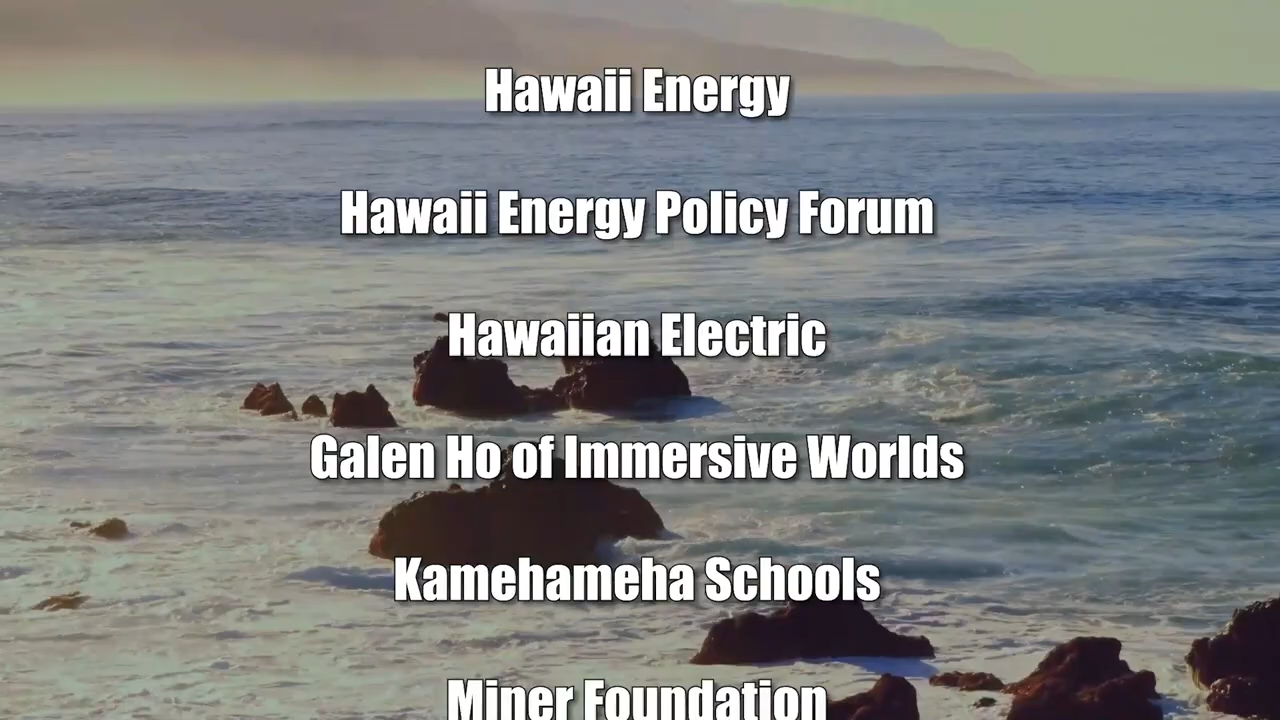 Hawaii Energy
Hawaii Energy Policy Forum
Hawaiian Electric
Galen Ho of Immersive Worlds
Kamehameha Schools
Miner Foundation